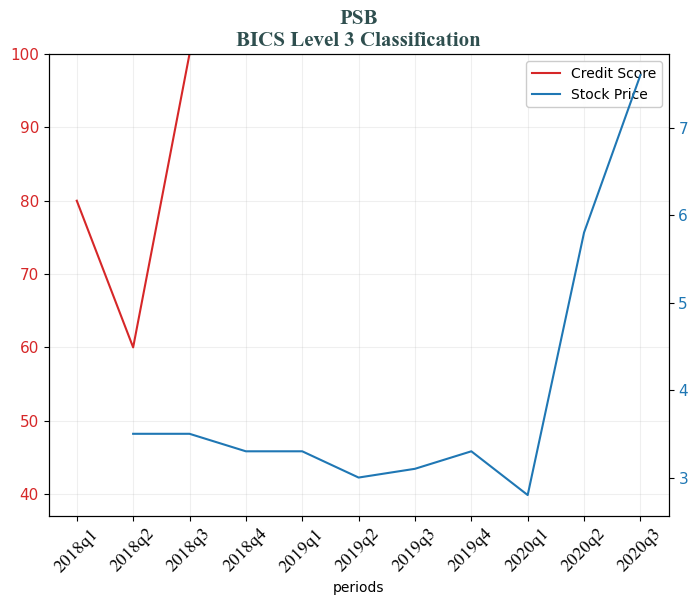 PSB
BICS Level 3 Classification
100
90
80
70
60
50
40
Credit Score
Stock Price
7
6
5
4
3
2018q1
2018q2
2018q3
2018q4
2019q1
2019q2
2019q3
2019q4
2020q1
2020q2
2020q3
periods